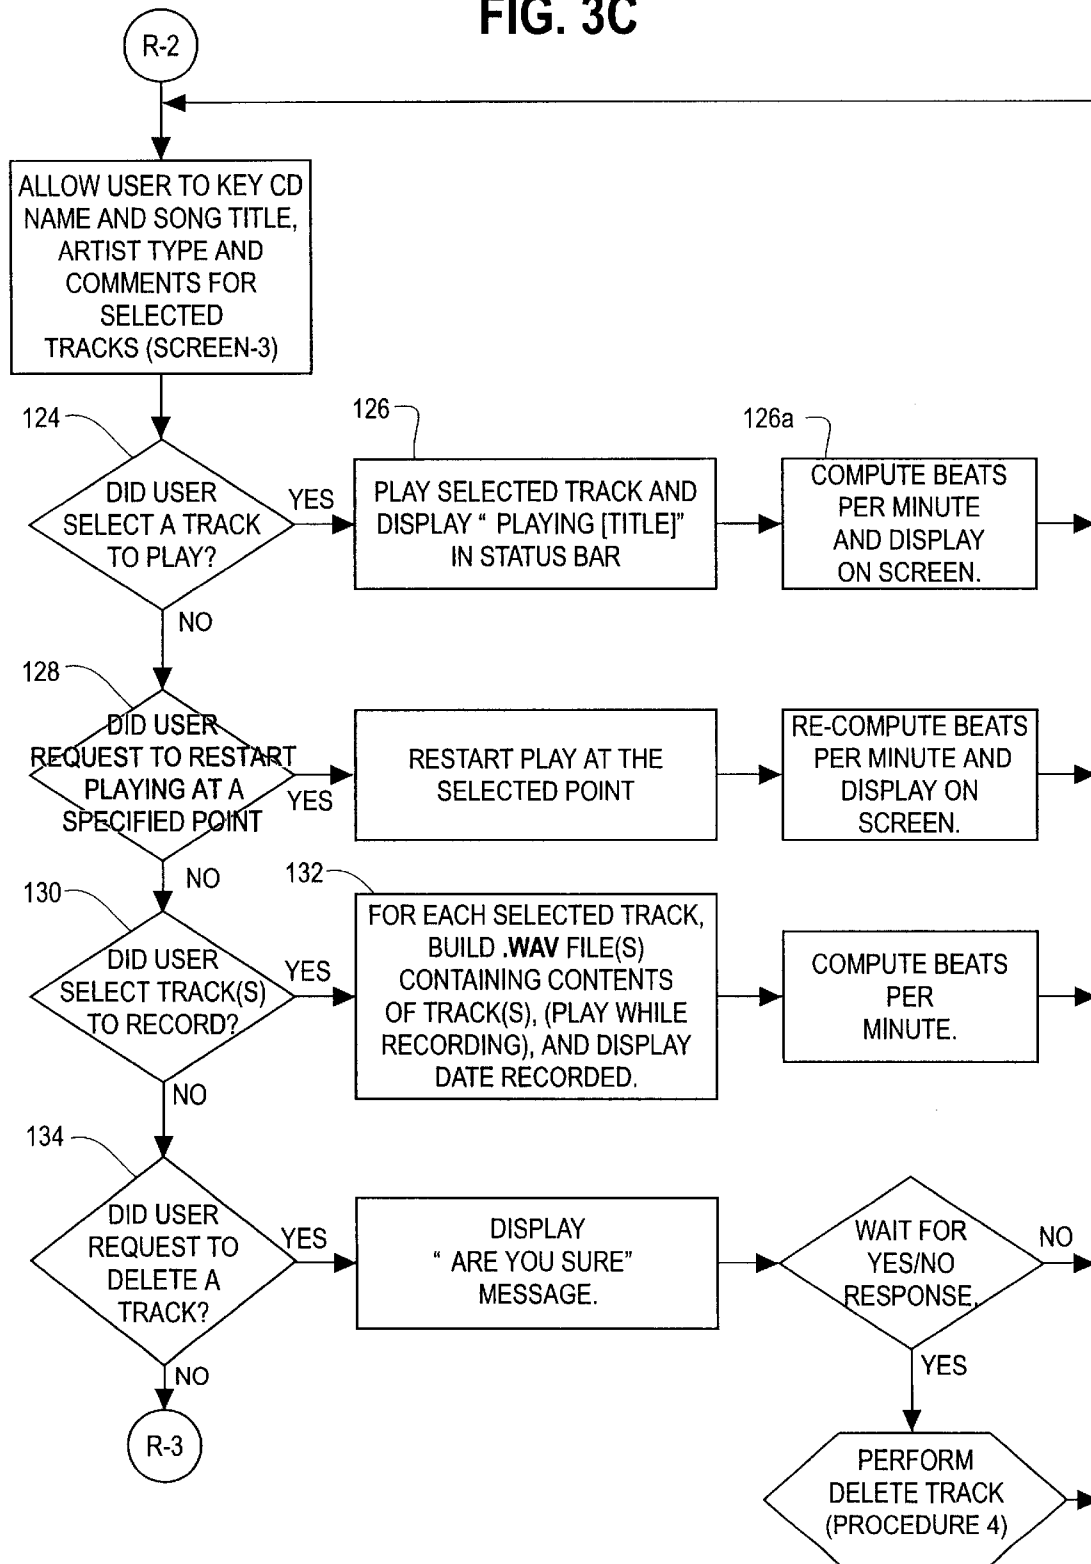 FIG. 3C
R-2
ALLOW USER TO KEY CD
NAME AND SONG TITLE,
ARTIST TYPE AND
COMMENTS FOR
SELECTED
TRACKS (SCREEN-3)
124
DID USER
SELECT A TRACK
TO PLAY?
YES
NO
126
PLAY SELECTED TRACK AND
DISPLAY “ PLAYING [TITLE]”
IN STATUS BAR
126a
COMPUTE BEATS
PER MINUTE
AND DISPLAY
ON SCREEN.
128
DID USER
REQUEST TO RESTART
PLAYING AT A
SPECIFIED POINT
YES
NO
RESTART PLAY AT THE
SELECTED POINT
RE-COMPUTE BEATS
PER MINUTE AND
DISPLAY ON
SCREEN.
130
DID USER
SELECT TRACK(S)
TO RECORD?
YES
NO
132
FOR EACH SELECTED TRACK,
BUILD .WAV FILE(S)
CONTAINING CONTENTS
OF TRACK(S), (PLAY WHILE
RECORDING), AND DISPLAY
DATE RECORDED.
COMPUTE BEATS
PER
MINUTE.
134
DID USER
REQUEST TO
DELETE A
TRACK?
YES
NO
DISPLAY
“ ARE YOU SURE”
MESSAGE.
WAIT FOR
YES/NO
RESPONSE.
NO
YES
R-3
PERFORM
DELETE TRACK
(PROCEDURE 4)